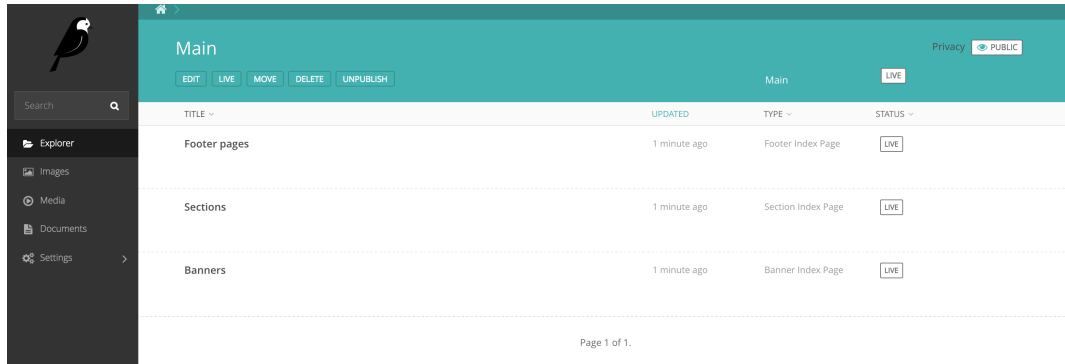 Main
Privacy PUBLIC
EDIT LIVE MOVE DELETE UNPUBLISH Main LIVE
Search
TITLE UPDATED TYPE STATUS
Explorer
Images
Media
Documents
Settings
Footer pages 1 minute ago Footer Index Page LIVE
Sections 1 minute ago Section Index Page LIVE
Banners 1 minute ago Banner Index Page LIVE
Page 1 of 1.